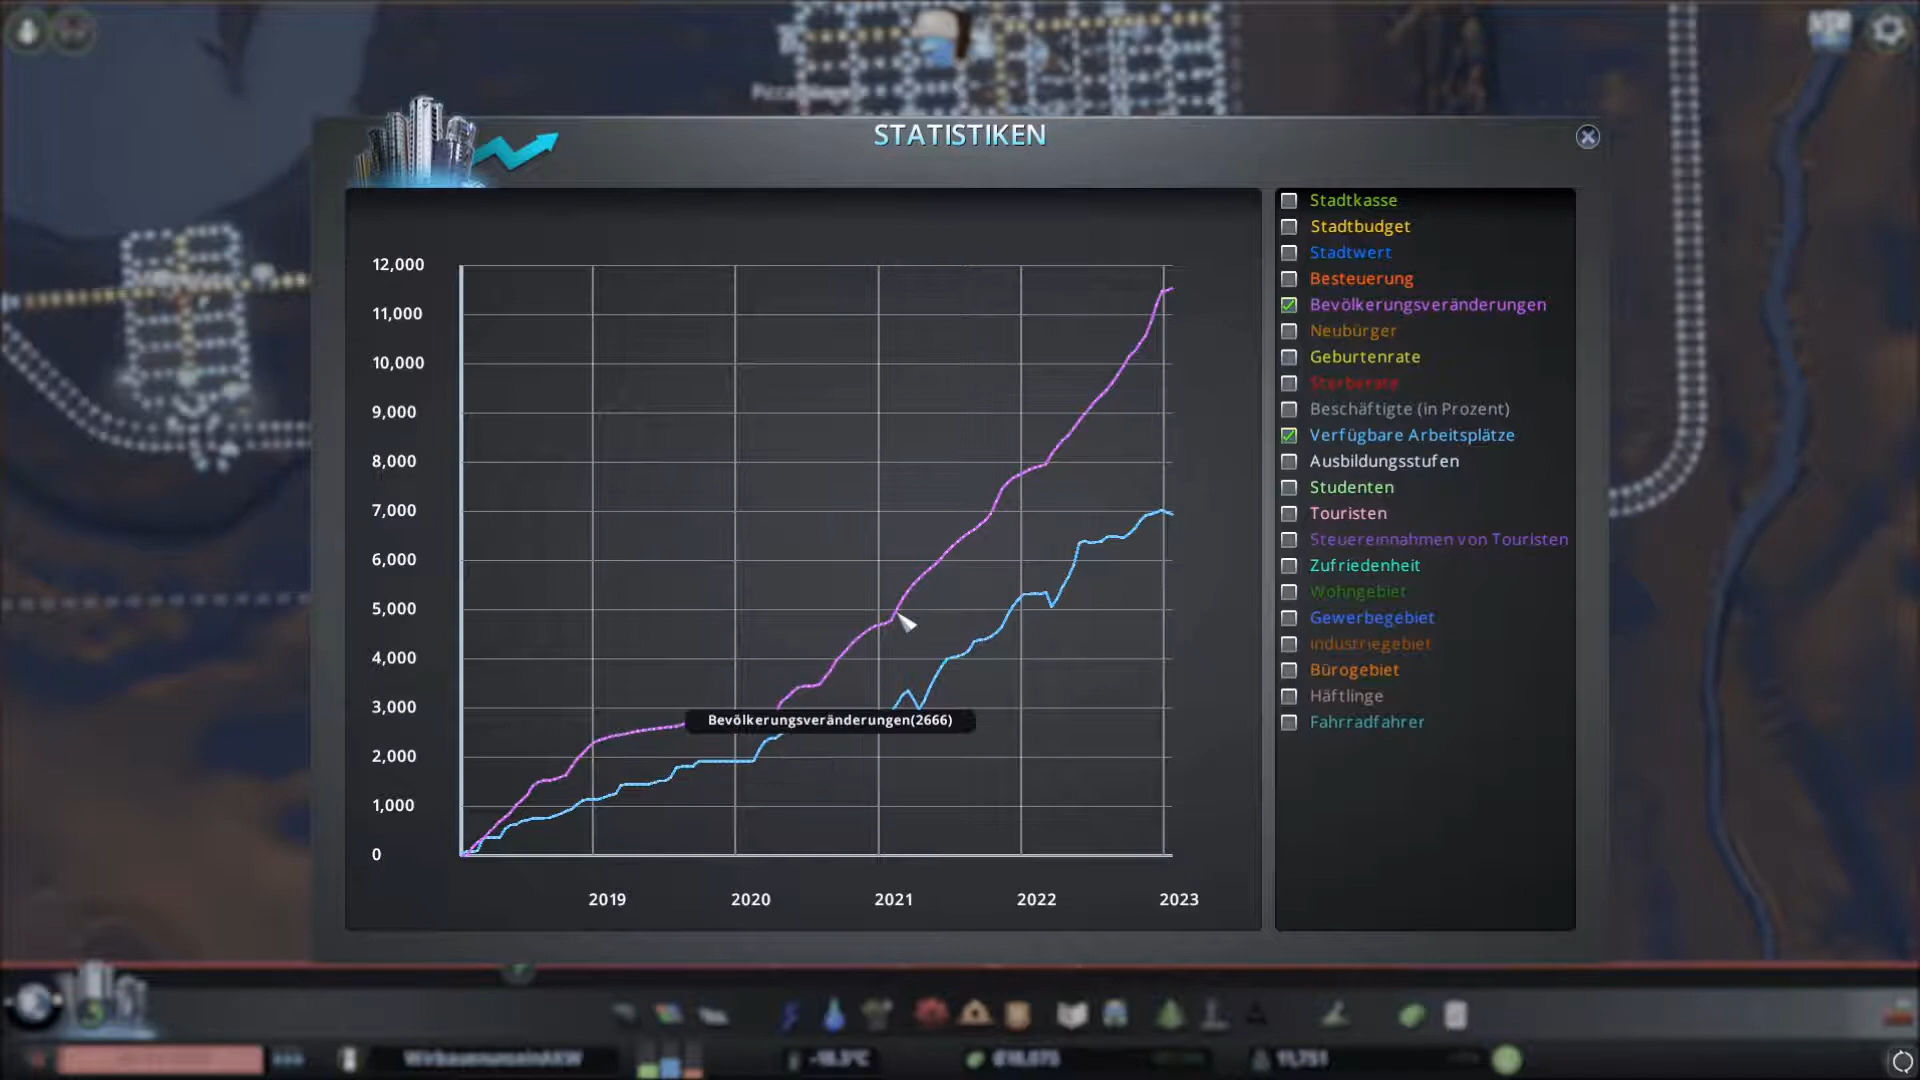 STATISTIKEN
12,000
11,000
10,000
9,000
8,000
7,000
6,000
5,000
4,000
3,000
2,000
1,000
0
Bevölkerungsveränderungen(2666)
2019 2020 2021 2022 2023
Stadtkasse
Stadtbudget
Stadtwert
Besteuerung
Bevölkerungsveränderungen
Neubürger
Geburtenrate
Sterberate
Beschäftigte (in Prozent)
Verfügbare Arbeitsplätze
Ausbildungsstufen
Studenten
Touristen
Steuereinnahmen von Touristen
Zufriedenheit
Wohngebiet
Gewerbegebiet
Industriegebiet
Bürogebiet
Häftlinge
Fahrradfahrer
WirbauenunseinAKW
11,751